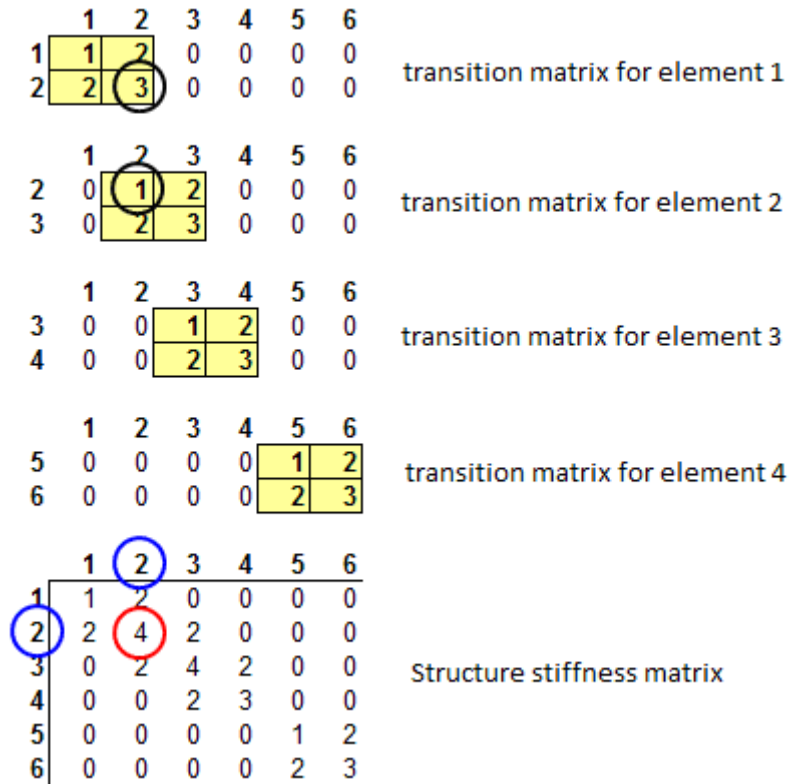 1 2 3 4 5 6
1 1 2 0 0 0 0
2 2 3 0 0 0 0
transition matrix for element 1
1 2 3 4 5 6
2 0 1 2 0 0 0
3 0 2 3 0 0 0
transition matrix for element 2
1 2 3 4 5 6
3 0 0 1 2 0 0
4 0 0 2 3 0 0
transition matrix for element 3
1 2 3 4 5 6
5 0 0 0 0 1 2
6 0 0 0 0 2 3
transition matrix for element 4
1 2 3 4 5 6
1 1 2 0 0 0 0
2 2 4 2 0 0 0
3 0 2 4 2 0 0
4 0 0 2 3 0 0
5 0 0 0 0 1 2
6 0 0 0 0 2 3
Structure stiffness matrix